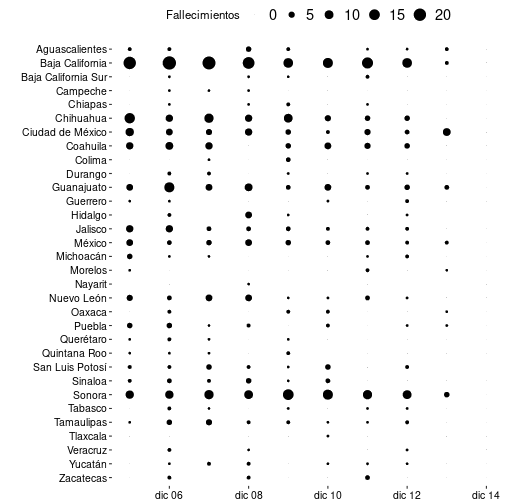 Fallecimientos 0 5 10 15 20
Aguascalientes
Baja California
Baja California Sur
Campeche
Chiapas
Chihuahua
Ciudad de México
Coahuila
Colima
Durango
Guanajuato
Guerrero
Hidalgo
Jalisco
México
Michoacán
Morelos
Nayarit
Nuevo León
Oaxaca
Puebla
Querétaro
Quintana Roo
San Luis Potosí
Sinaloa
Sonora
Tabasco
Tamaulipas
Tlaxcala
Veracruz
Yucatán
Zacatecas
dic 06 dic 08 dic 10 dic 12 dic 14